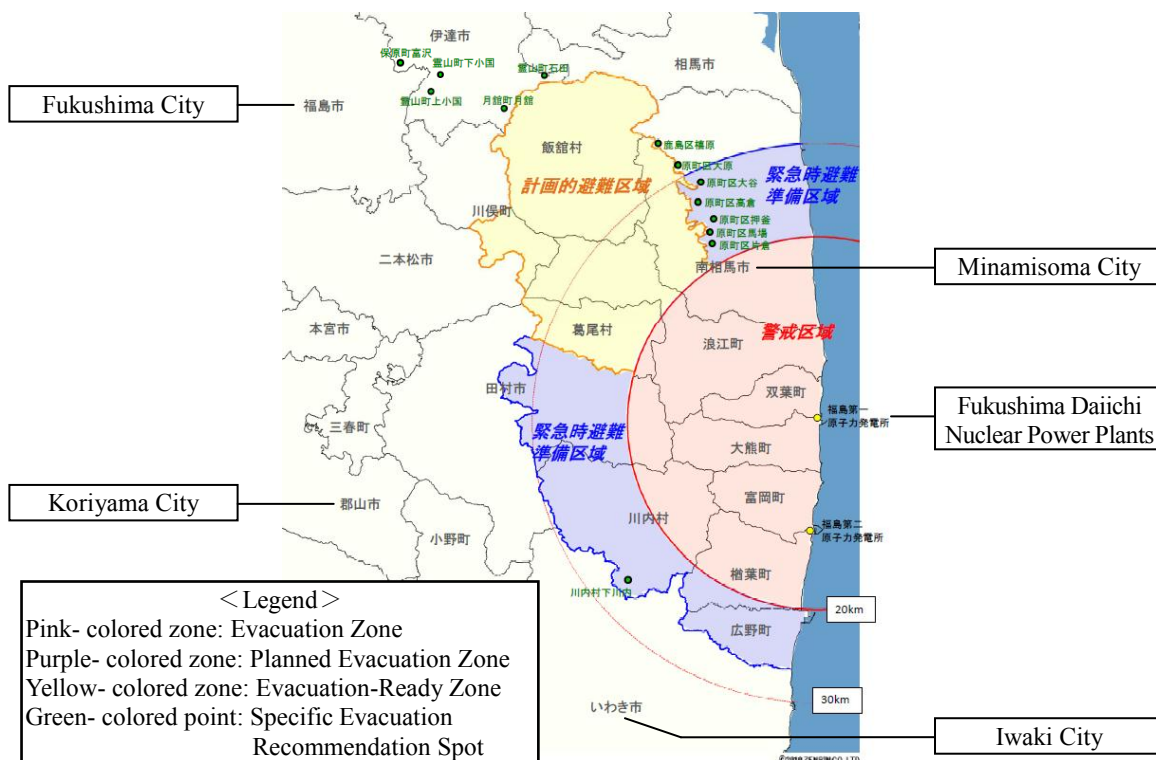 伊達市
保原町富沢
霊山町下小国
霊山町石田
相馬市
Fukushima City
福島市
霊山町上小国
月舘町月舘
飯舘村
鹿島区橲原
原町区大原
計画的避難区域
原町区大谷
緊急時避難
準備区域
川俣町
原町区高倉
原町区押釜
原町区馬場
原町区片倉
二本松市
南相馬市
Minamisoma City
本宮市
葛尾村
浪江町
警戒区域
田村市
双葉町
福島第一
原子力発電所
Fukushima Daiichi
Nuclear Power Plants
三春町
緊急時避難
準備区域
大熊町
Koriyama City
郡山市
富岡町
川内村
福島第二
原子力発電所
小野町
楢葉町
川内村下川内
20km
広野町
<Legend>
Pink- colored zone: Evacuation Zone
Purple- colored zone: Planned Evacuation Zone
Yellow- colored zone: Evacuation-Ready Zone
Green- colored point: Specific Evacuation
Recommendation Spot
30km
いわき市
Iwaki City